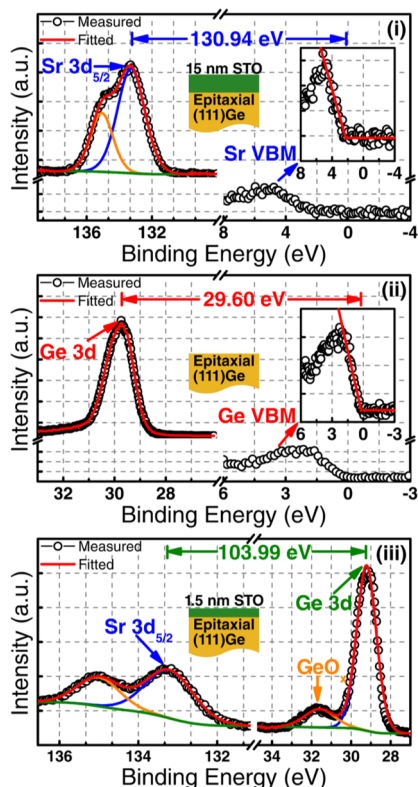 Measured
Fitted
130.94 eV
(i)
Sr 3d5/2
15 nm STO
Epitaxial
(111)Ge
Sr VBM
8 4 0 -4
Intensity (a.u.)
136 134 132 8 6 4 2 0 -2 -4
Binding Energy (eV)
Measured
Fitted
29.60 eV
(ii)
Ge 3d
Epitaxial
(111)Ge
Ge VBM
6 3 0 -3
Intensity (a.u.)
32 30 28 6 3 0 -3
Binding Energy (eV)
Measured
Fitted
103.99 eV
(iii)
1.5 nm STO
Ge 3d
Sr 3d5/2
Epitaxial
(111)Ge
GeOx
Intensity (a.u.)
136 134 132 34 32 30 28
Binding Energy (eV)